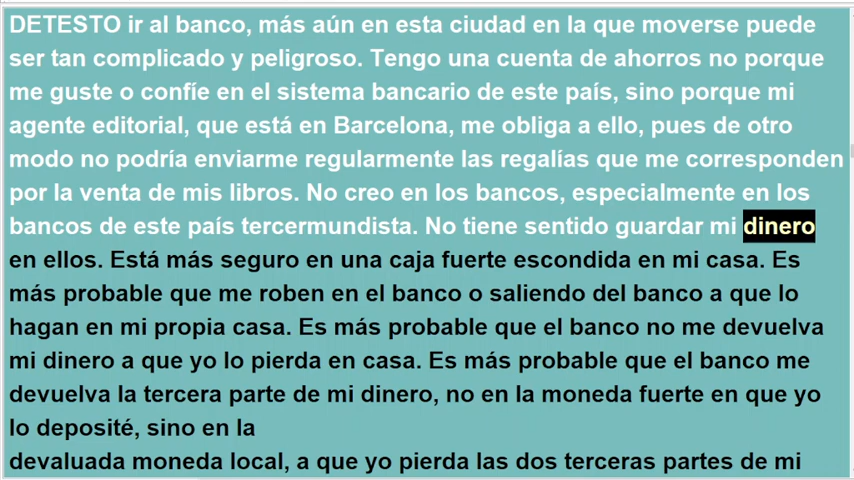 DETESTO ir al banco, más aún en esta ciudad en la que moverse puede
ser tan complicado y peligroso. Tengo una cuenta de ahorros no porque
me guste o confíe en el sistema bancario de este país, sino porque mi
agente editorial, que está en Barcelona, me obliga a ello, pues de otro
modo no podría enviarme regularmente las regalías que me corresponden
por la venta de mis libros. No creo en los bancos, especialmente en los
bancos de este país tercermundista. No tiene sentido guardar mi dinero
en ellos. Está más seguro en una caja fuerte escondida en mi casa. Es
más probable que me roben en el banco o saliendo del banco a que lo
hagan en mi propia casa. Es más probable que el banco no me devuelva
mi dinero a que yo lo pierda en casa. Es más probable que el banco me
devuelva la tercera parte de mi dinero, no en la moneda fuerte en que yo
lo deposité, sino en la
devaluada moneda local, a que yo pierda las dos terceras partes de mi